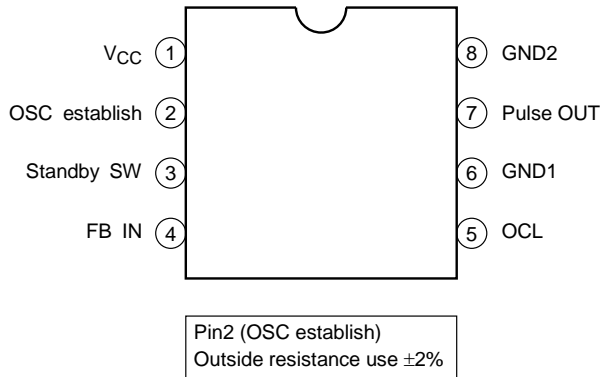 VCC 1 8 GND2
OSC establish 2 7 Pulse OUT
Standby SW 3 6 GND1
FB IN 4 5 OCL
Pin2 (OSC establish)
Outside resistance use ±2%